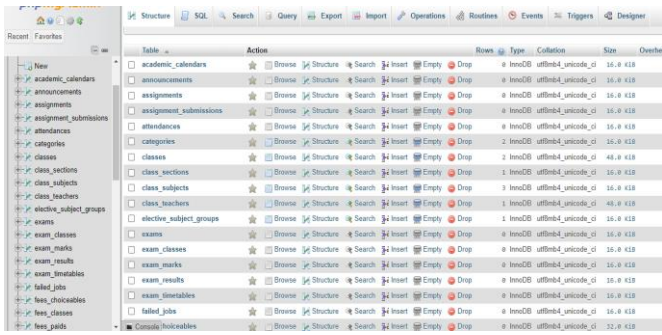 phpMyAdmin
Recent Favorites
New
academic_calendars
announcements
assignments
assignment_submissions
attendances
categories
classes
class_sections
class_subjects
class_teachers
elective_subject_groups
exams
exam_classes
exam_marks
exam_results
exam_timetables
failed_jobs
fees_choiceables
fees_classes
fees_paids
Structure SQL Search Query Export Import Operations Routines Events Triggers Designer
Table Action Rows Type Collation Size Overhe
academic_calendars Browse Structure Search Insert Empty Drop 0 InnoDB utf8mb4_unicode_ci 16.0 KiB
announcements Browse Structure Search Insert Empty Drop 0 InnoDB utf8mb4_unicode_ci 16.0 KiB
assignments Browse Structure Search Insert Empty Drop 0 InnoDB utf8mb4_unicode_ci 16.0 KiB
assignment_submissions Browse Structure Search Insert Empty Drop 0 InnoDB utf8mb4_unicode_ci 16.0 KiB
attendances Browse Structure Search Insert Empty Drop 0 InnoDB utf8mb4_unicode_ci 16.0 KiB
categories Browse Structure Search Insert Empty Drop 2 InnoDB utf8mb4_unicode_ci 16.0 KiB
classes Browse Structure Search Insert Empty Drop 2 InnoDB utf8mb4_unicode_ci 48.0 KiB
class_sections Browse Structure Search Insert Empty Drop 1 InnoDB utf8mb4_unicode_ci 16.0 KiB
class_subjects Browse Structure Search Insert Empty Drop 3 InnoDB utf8mb4_unicode_ci 16.0 KiB
class_teachers Browse Structure Search Insert Empty Drop 1 InnoDB utf8mb4_unicode_ci 48.0 KiB
elective_subject_groups Browse Structure Search Insert Empty Drop 1 InnoDB utf8mb4_unicode_ci 16.0 KiB
exams Browse Structure Search Insert Empty Drop 0 InnoDB utf8mb4_unicode_ci 16.0 KiB
exam_classes Browse Structure Search Insert Empty Drop 0 InnoDB utf8mb4_unicode_ci 16.0 KiB
exam_marks Browse Structure Search Insert Empty Drop 0 InnoDB utf8mb4_unicode_ci 16.0 KiB
exam_results Browse Structure Search Insert Empty Drop 0 InnoDB utf8mb4_unicode_ci 16.0 KiB
exam_timetables Browse Structure Search Insert Empty Drop 0 InnoDB utf8mb4_unicode_ci 16.0 KiB
failed_jobs Browse Structure Search Insert Empty Drop 0 InnoDB utf8mb4_unicode_ci 16.0 KiB
Console hoiceables Browse Structure Search Insert Empty Drop 0 InnoDB utf8mb4_unicode_ci 32.0 KiB